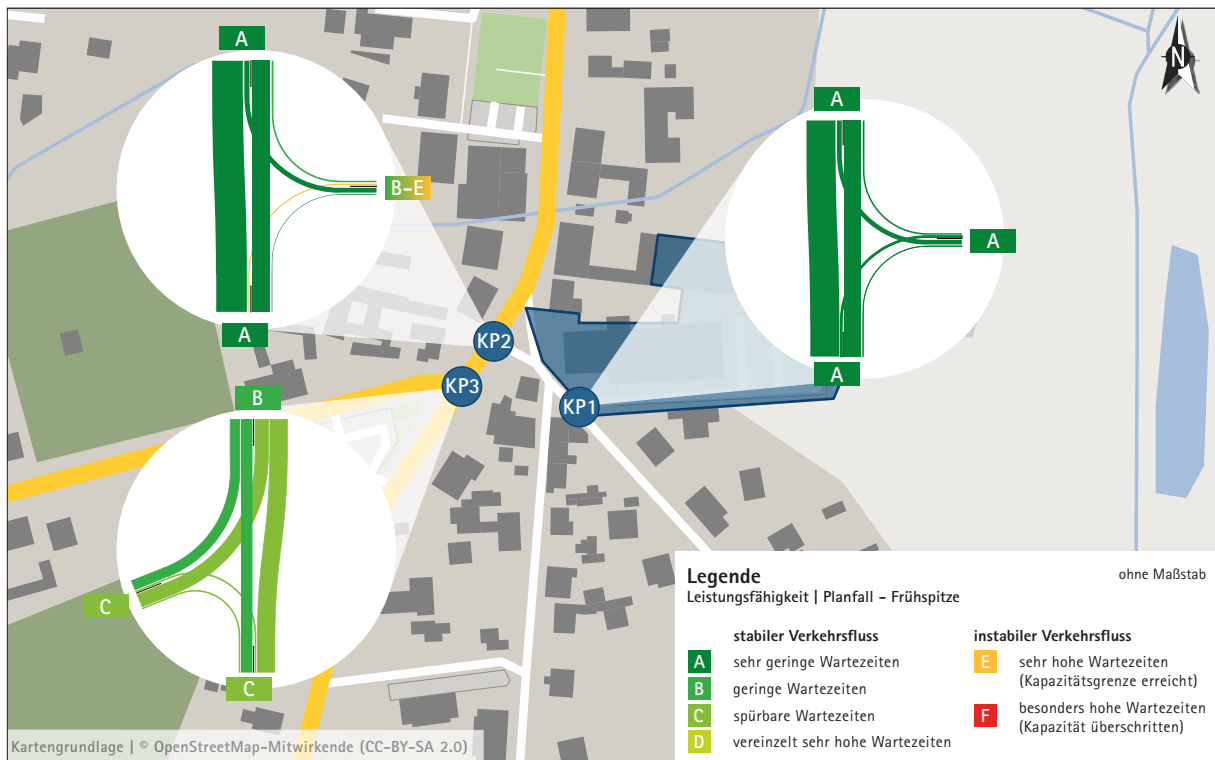 A
B-E
A
A
A
A
N
KP2
KP3
KP1
B
C
C
Legende
ohne Maßstab
Leistungsfähigkeit | Planfall - Frühspitze
stabiler Verkehrsfluss
A sehr geringe Wartezeiten
B geringe Wartezeiten
C spürbare Wartezeiten
D vereinzelt sehr hohe Wartezeiten
instabiler Verkehrsfluss
E sehr hohe Wartezeiten
(Kapazitätsgrenze erreicht)
F besonders hohe Wartezeiten
(Kapazität überschritten)
Kartengrundlage | © OpenStreetMap-Mitwirkende (CC-BY-SA 2.0)